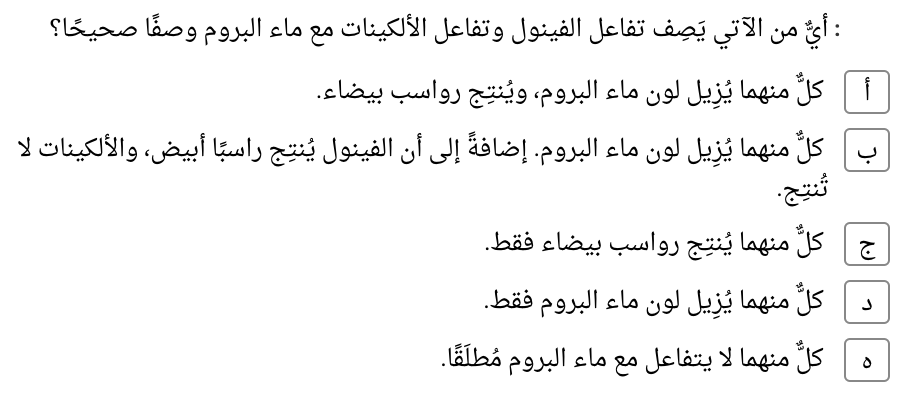 : أيٌّ من الآتي يَصِف تفاعل الفينول وتفاعل الألكينات مع ماء البروم وصفًا صحيحًا؟
أ كلٌّ منهما يُزيل لون ماء البروم، ويُنتِج رواسب بيضاء.
ب كلٌّ منهما يُزيل لون ماء البروم. إضافةً إلى أن الفينول يُنتِج راسبًا أبيض، والألكينات لا
تُنتِج.
ج كلٌّ منهما يُنتِج رواسب بيضاء فقط.
د كلٌّ منهما يُزيل لون ماء البروم فقط.
ه كلٌّ منهما لا يتفاعل مع ماء البروم مُطلَقًا.